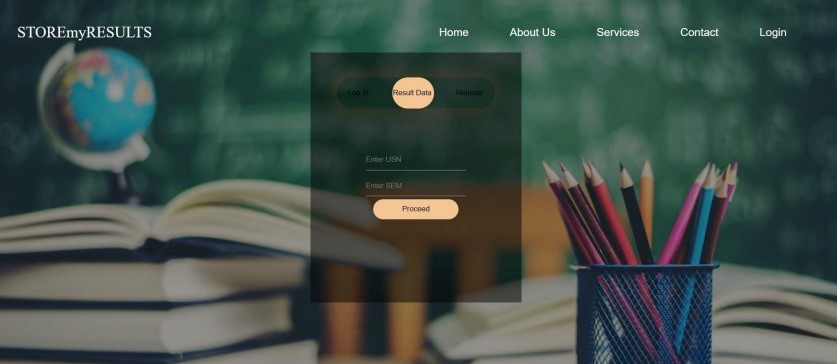 STOREmyRESULTS Home About Us Services Contact Login
Log In Result Data Register
Enter USN
Enter SEM
Proceed